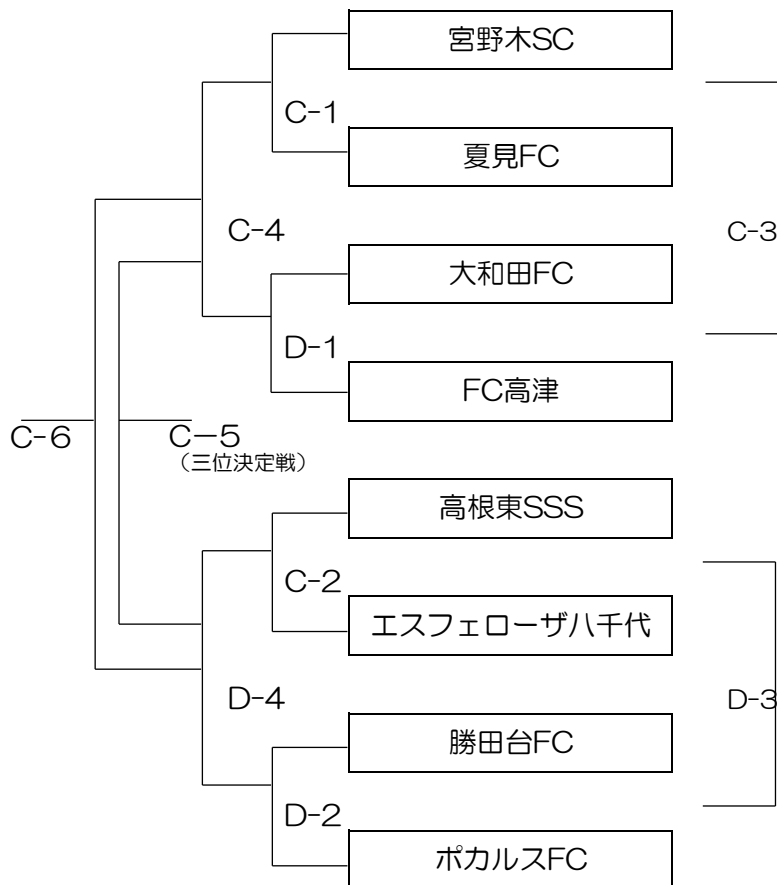 宮野木SC
C-1
夏見FC
C-4
C-3
大和田FC
D-1
FC高津
C-6
C−5
（三位決定戦）
高根東SSS
C-2
エスフェローザ八千代
D-4
D-3
勝田台FC
D-2
ポカルスFC